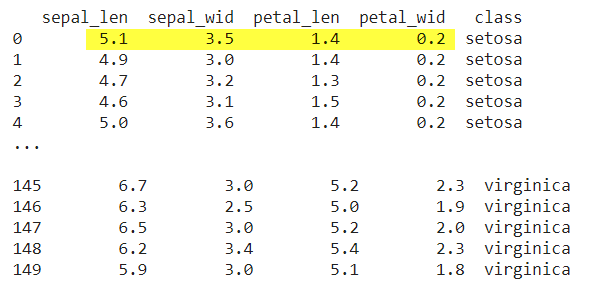 sepal_len sepal_wid petal_len petal_wid class
0 5.1 3.5 1.4 0.2 setosa
1 4.9 3.0 1.4 0.2 setosa
2 4.7 3.2 1.3 0.2 setosa
3 4.6 3.1 1.5 0.2 setosa
4 5.0 3.6 1.4 0.2 setosa
...
145 6.7 3.0 5.2 2.3 virginica
146 6.3 2.5 5.0 1.9 virginica
147 6.5 3.0 5.2 2.0 virginica
148 6.2 3.4 5.4 2.3 virginica
149 5.9 3.0 5.1 1.8 virginica